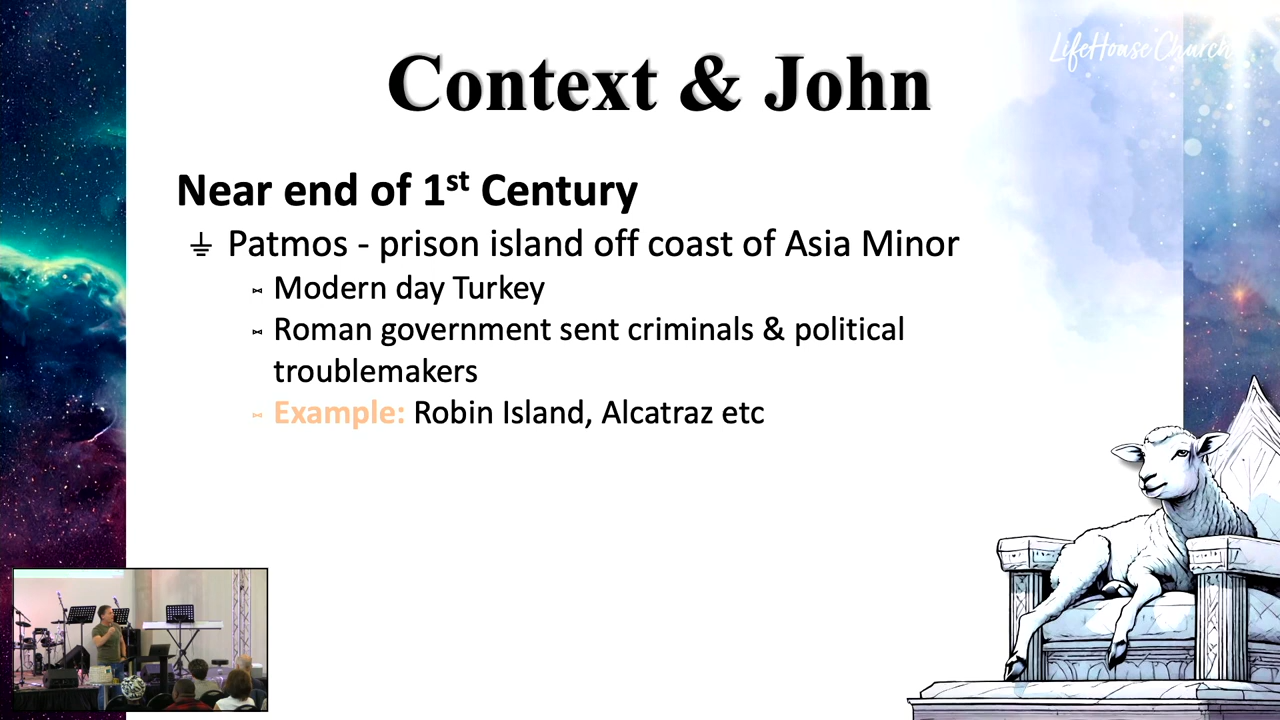 LifeHouse Church
Context & John
Near end of 1st Century
Patmos - prison island off coast of Asia Minor
Modern day Turkey
Roman government sent criminals & political
troublemakers
Example: Robin Island, Alcatraz etc